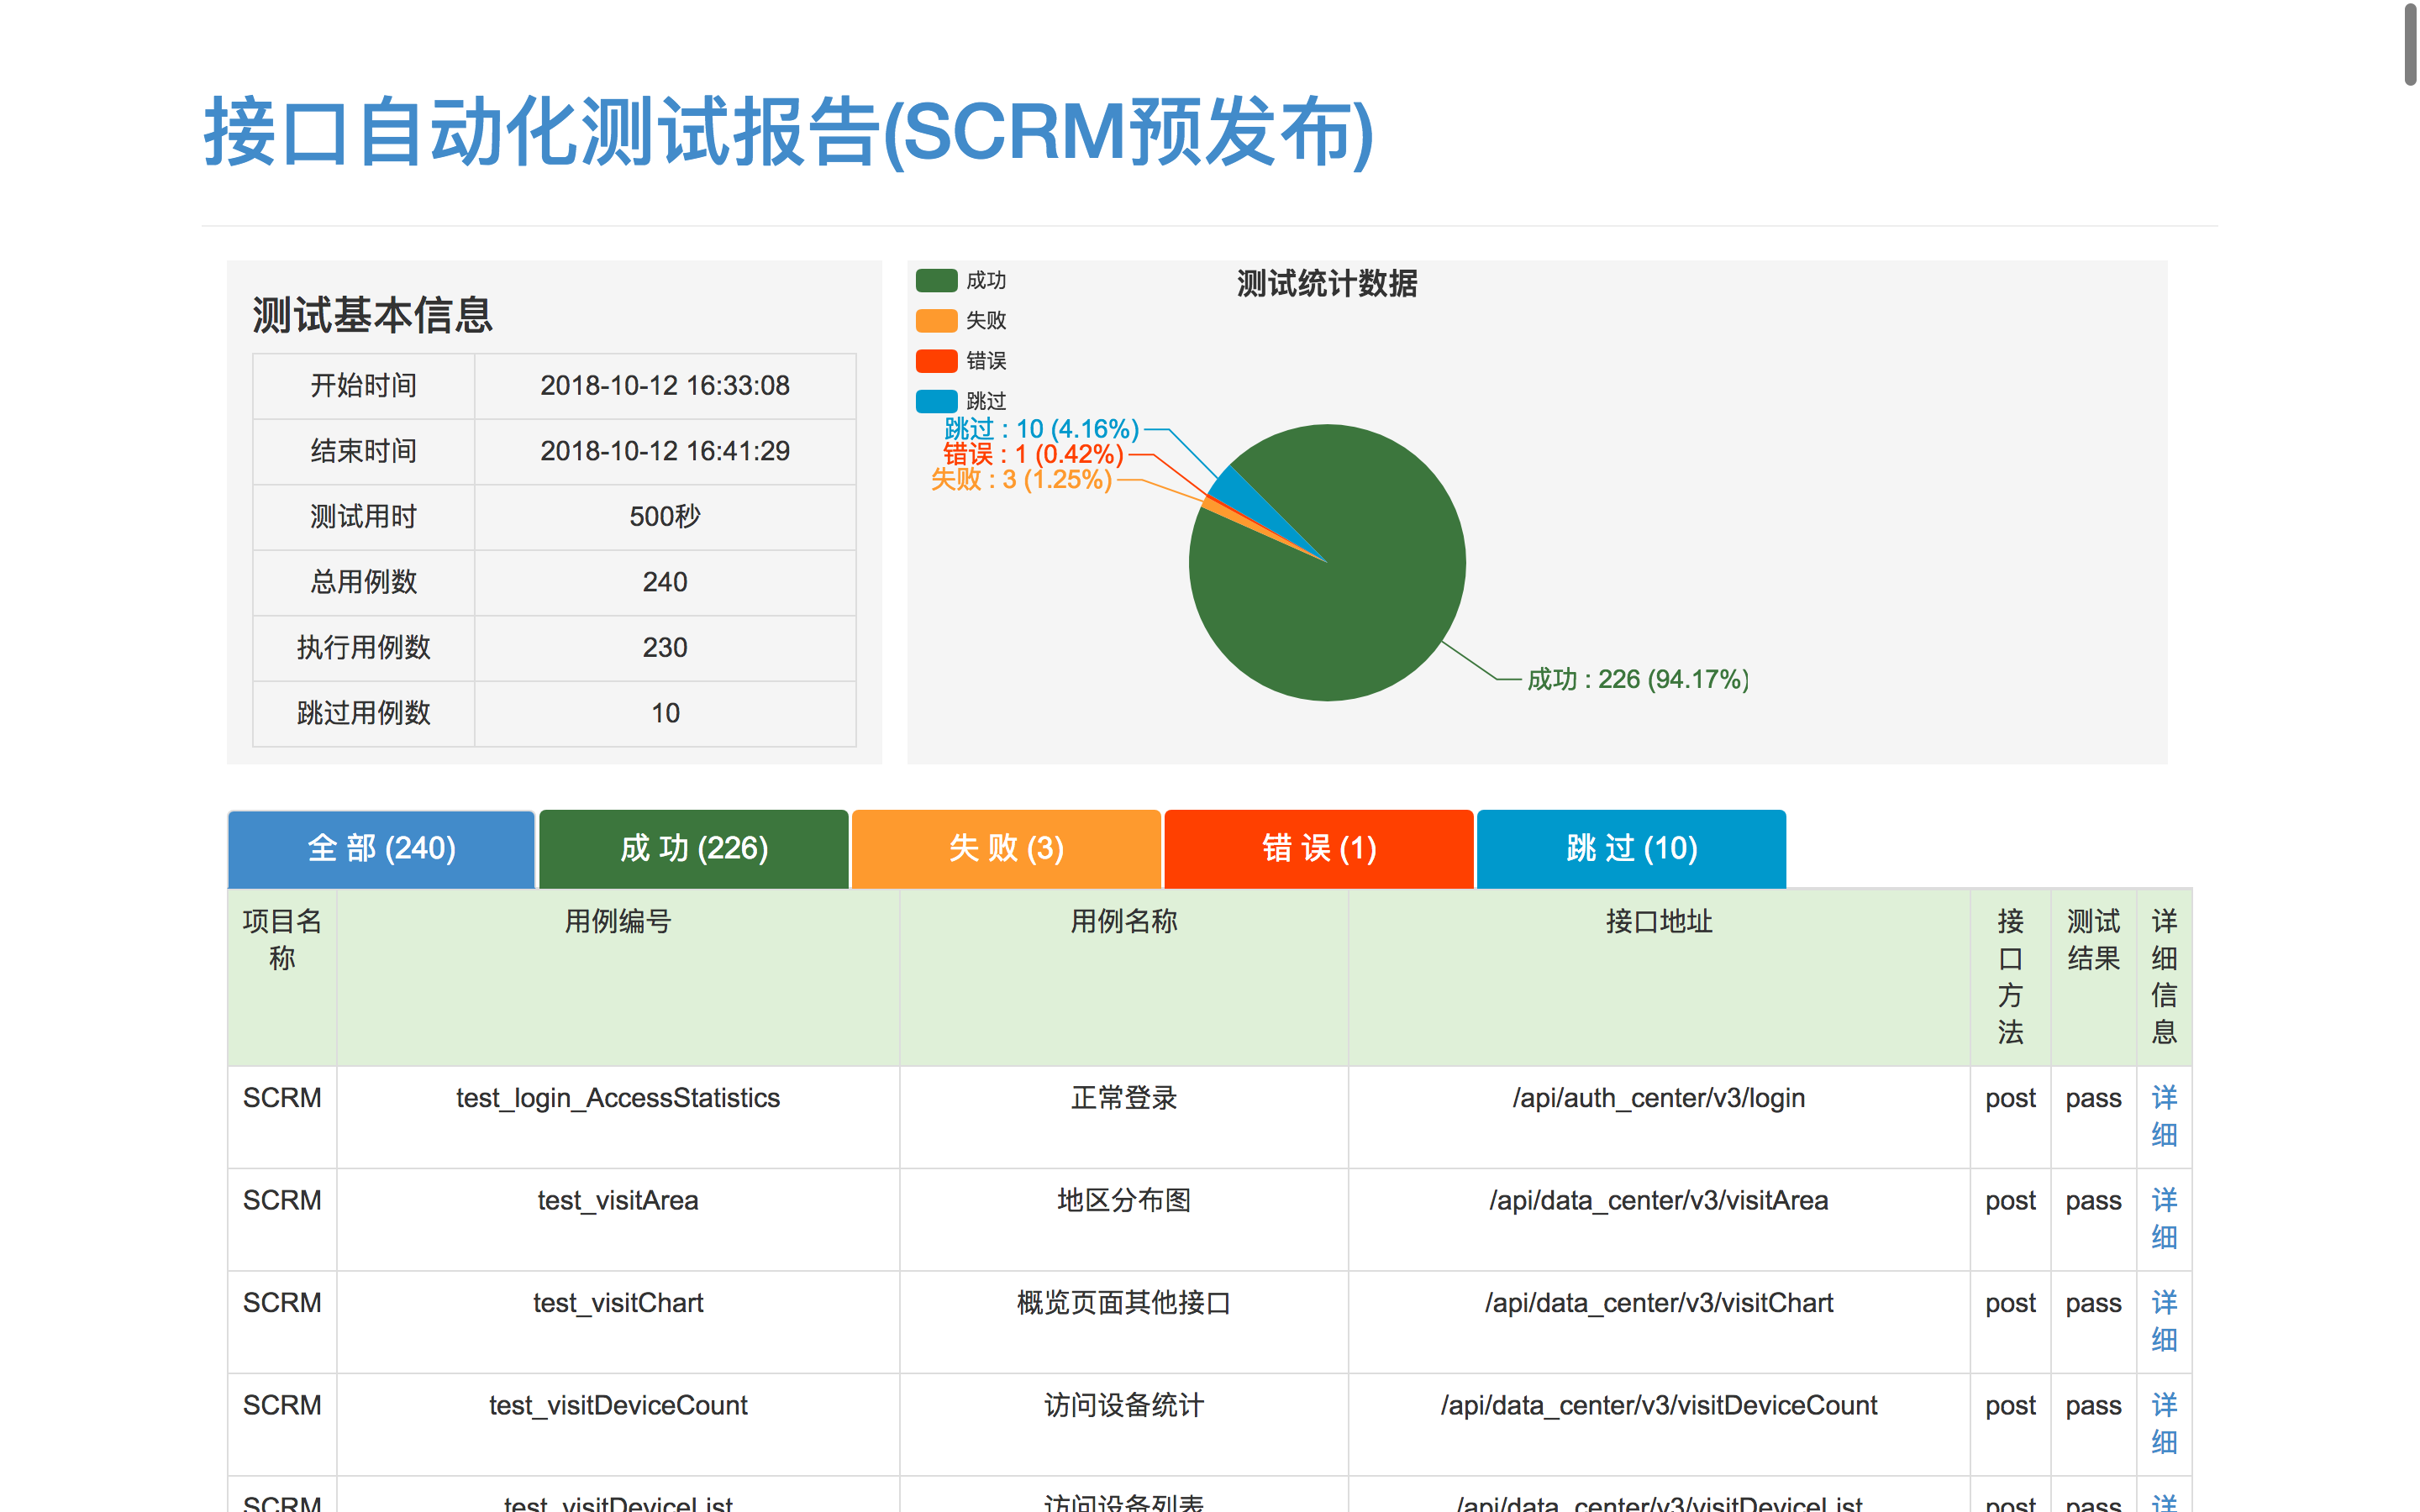 接口自动化测试报告(SCRM预发布)
测试基本信息
开始时间 2018-10-12 16:33:08
结束时间 2018-10-12 16:41:29
测试用时 500秒
总用例数 240
执行用例数 230
跳过用例数 10
测试统计数据
成功
失败
错误
跳过
跳过 : 10 (4.16%)
错误 : 1 (0.42%)
失败 : 3 (1.25%)
成功 : 226 (94.17%)
全 部 (240) 成 功 (226) 失 败 (3) 错 误 (1) 跳 过 (10)
项目名称 用例编号 用例名称 接口地址 接口方法 测试结果 详细信息
SCRM test_login_AccessStatistics 正常登录 /api/auth_center/v3/login post pass 详细
SCRM test_visitArea 地区分布图 /api/data_center/v3/visitArea post pass 详细
SCRM test_visitChart 概览页面其他接口 /api/data_center/v3/visitChart post pass 详细
SCRM test_visitDeviceCount 访问设备统计 /api/data_center/v3/visitDeviceCount post pass 详细
SCRM test_visitDeviceList 访问设备列表 /api/data_center/v3/visitDeviceList post pass 详